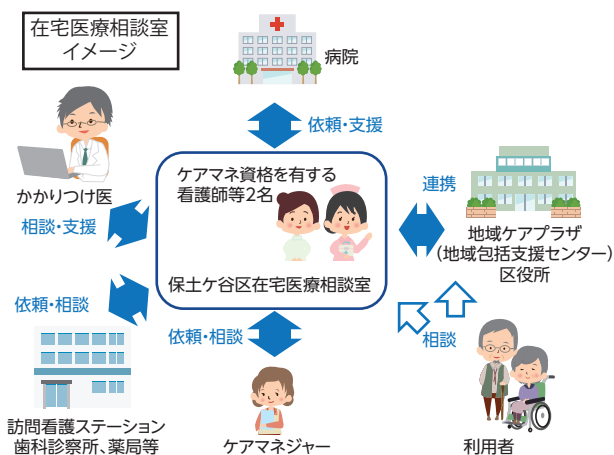 在宅医療相談室
イメージ
病院
依頼・支援
かかりつけ医
相談・支援
ケアマネ資格を有する
看護師等2名
保土ケ谷区在宅医療相談室
連携
地域ケアプラザ
（地域包括支援センター）
区役所
依頼・相談
訪問看護ステーション
歯科診察所、薬局等
依頼・相談
ケアマネジャー
相談
利用者